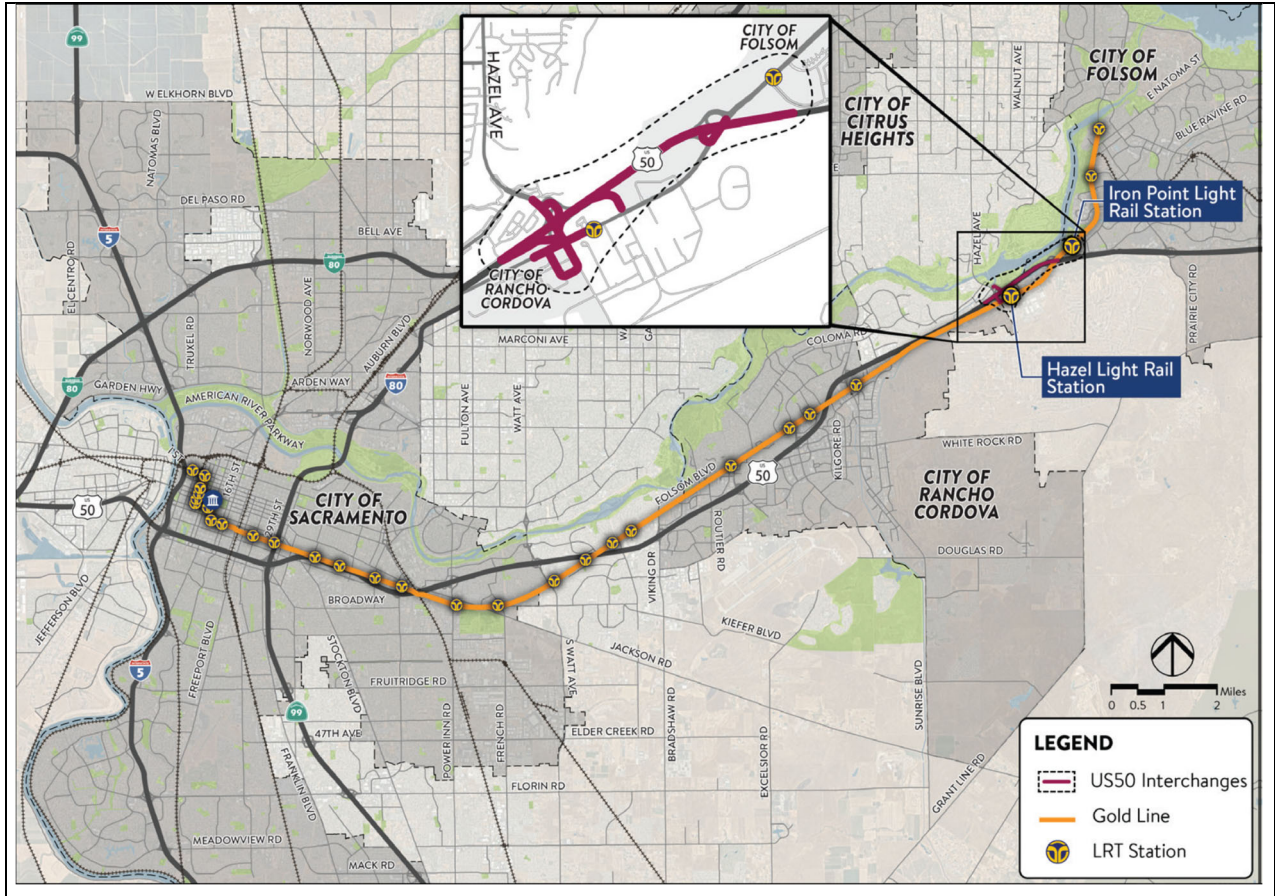 99
W ELKHORN BLVD
NATOMAS BLVD
DEL PASO RD
BELL AVE
5
80
EL CENTRO RD
TRUXEL RD
NORWOOD AVE
AUBURN BLVD
80
GARDEN HWY
ARDEN WAY
80
AMERICAN RIVER PARKWAY
HAZEL AVE
CITY OF
FOLSOM
US
50
CITY OF
RANCHO
CORDOVA
CITY OF
CITRUS
HEIGHTS
WALNUT AVE
CITY OF
FOLSOM
E NATOMA ST
BLUE RAVINE RD
Iron Point Light
Rail Station
HAZEL AVE
PRAIRIE CITY RD
Hazel Light Rail
Station
MARCONI AVE
FULTON AVE
WATT AVE
COLOMA RD
WHITE ROCK RD
KILGORE RD
FOLSOM BLVD
US
50
CITY OF
RANCHO
CORDOVA
16TH ST
29TH ST
CITY OF
SACRAMENTO
US
50
ROUTIER RD
DOUGLAS RD
VIKING DR
BROADWAY
JEFFERSON BLVD
FREEPORT BLVD
STOCKTON BLVD
KIEFER BLVD
JACKSON RD
S WATT AVE
5
FRUITRIDGE RD
99
47TH AVE
POWER INN RD
FRENCH RD
ELDER CREEK RD
BRADSHAW RD
EXCELSIOR RD
SUNRISE BLVD
GRANT LINE RD
FRANKLIN BLVD
FLORIN RD
MEADOWVIEW RD
MACK RD
Miles
0 0.5 1 2
LEGEND
US50 Interchanges
Gold Line
LRT Station